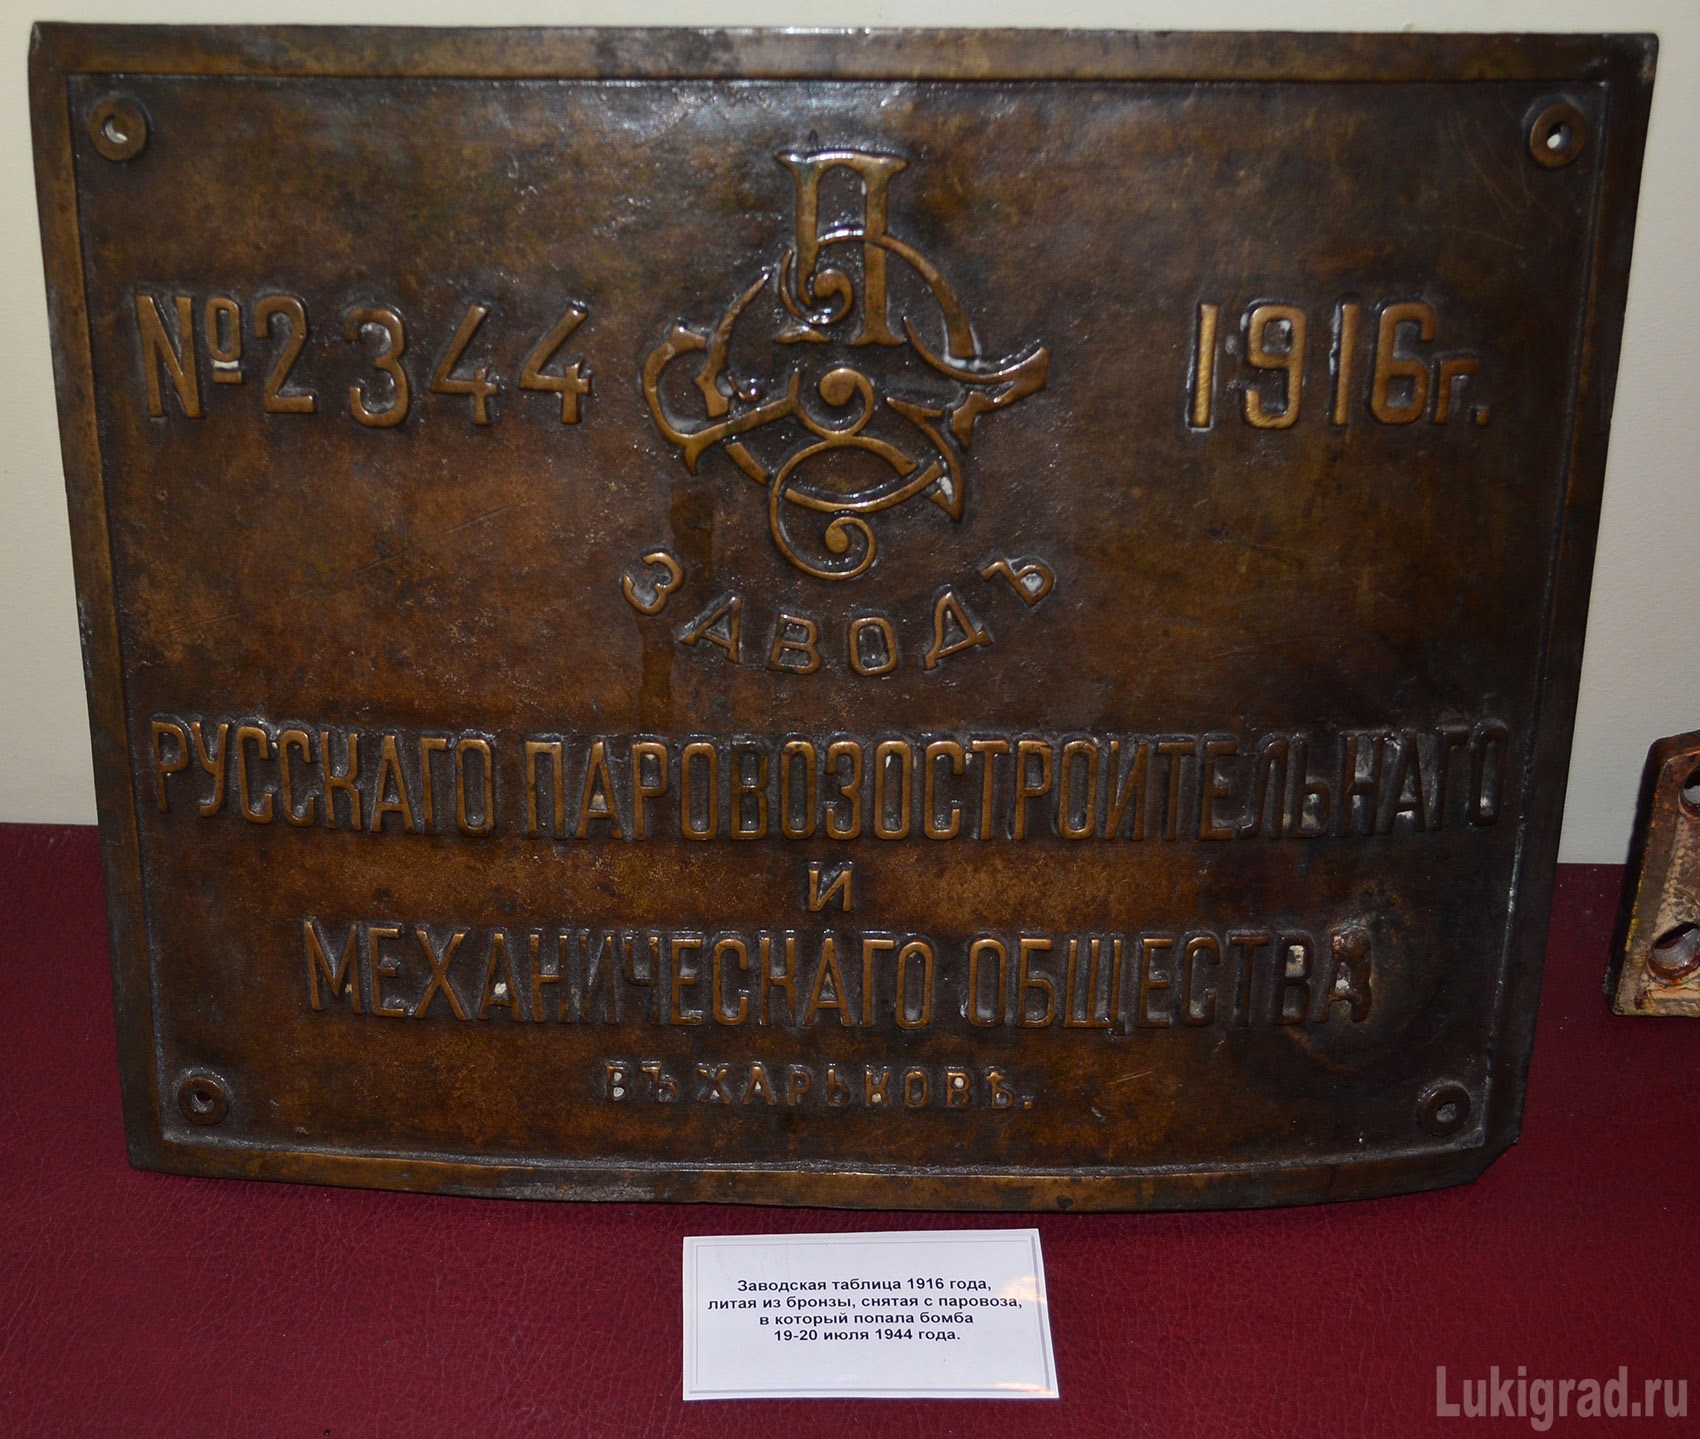 №2344 1916г.
ЗАВОДЪ
РУССКАГО ПАРОВОЗОСТРОИТЕЛЬНАГО
И
МЕХАНИЧЕСКАГО ОБЩЕСТВА
ВЪ ХАРЬКОВѢ.
Заводская таблица 1916 года,
литая из бронзы, снятая с паровоза,
в который попала бомба
19-20 июля 1944 года.
Lukigrad.ru